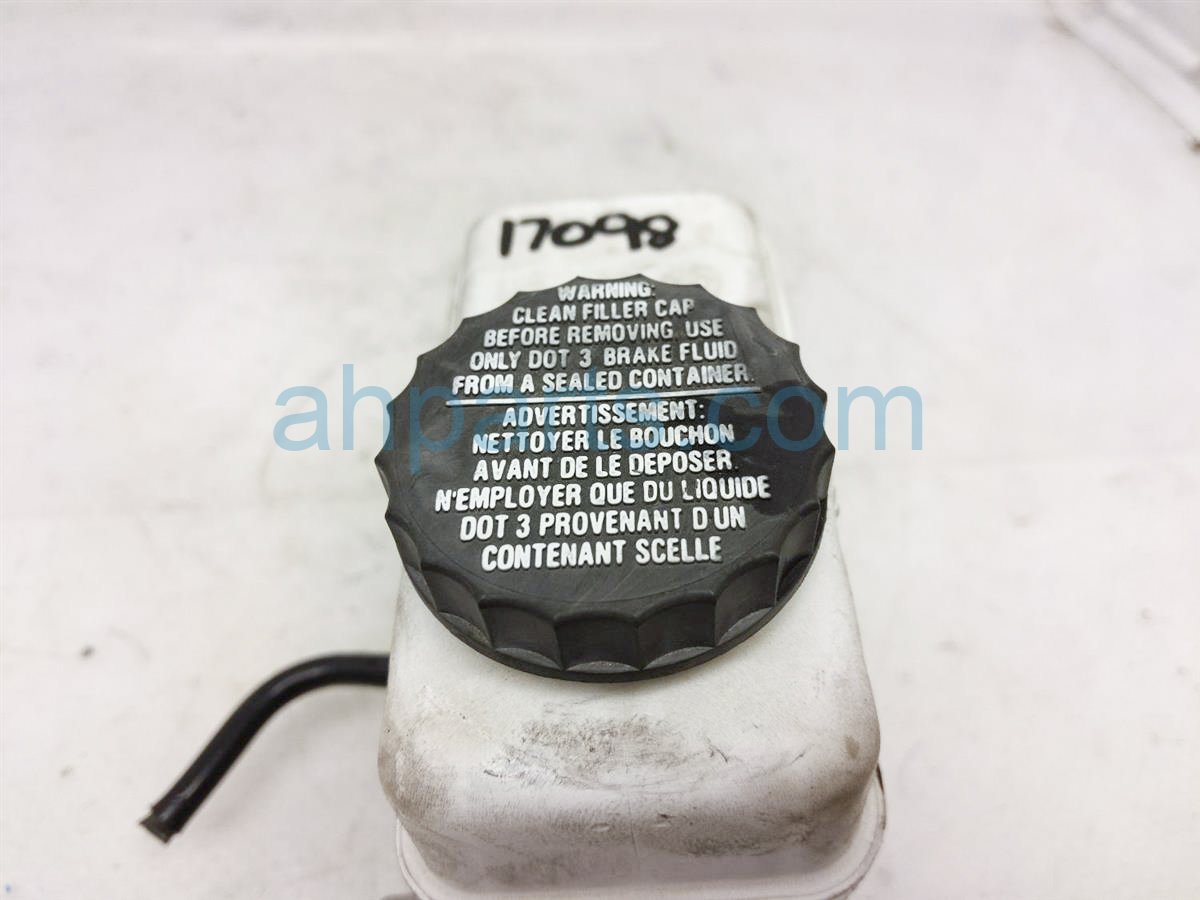 17098
WARNING:
CLEAN FILLER CAP
BEFORE REMOVING. USE
ONLY DOT 3 BRAKE FLUID
FROM A SEALED CONTAINER.
ahparts.com
ADVERTISSEMENT:
NETTOYER LE BOUCHON
AVANT DE LE DEPOSER.
N'EMPLOYER QUE DU LIQUIDE
DOT 3 PROVENANT D'UN
CONTENANT SCELLE